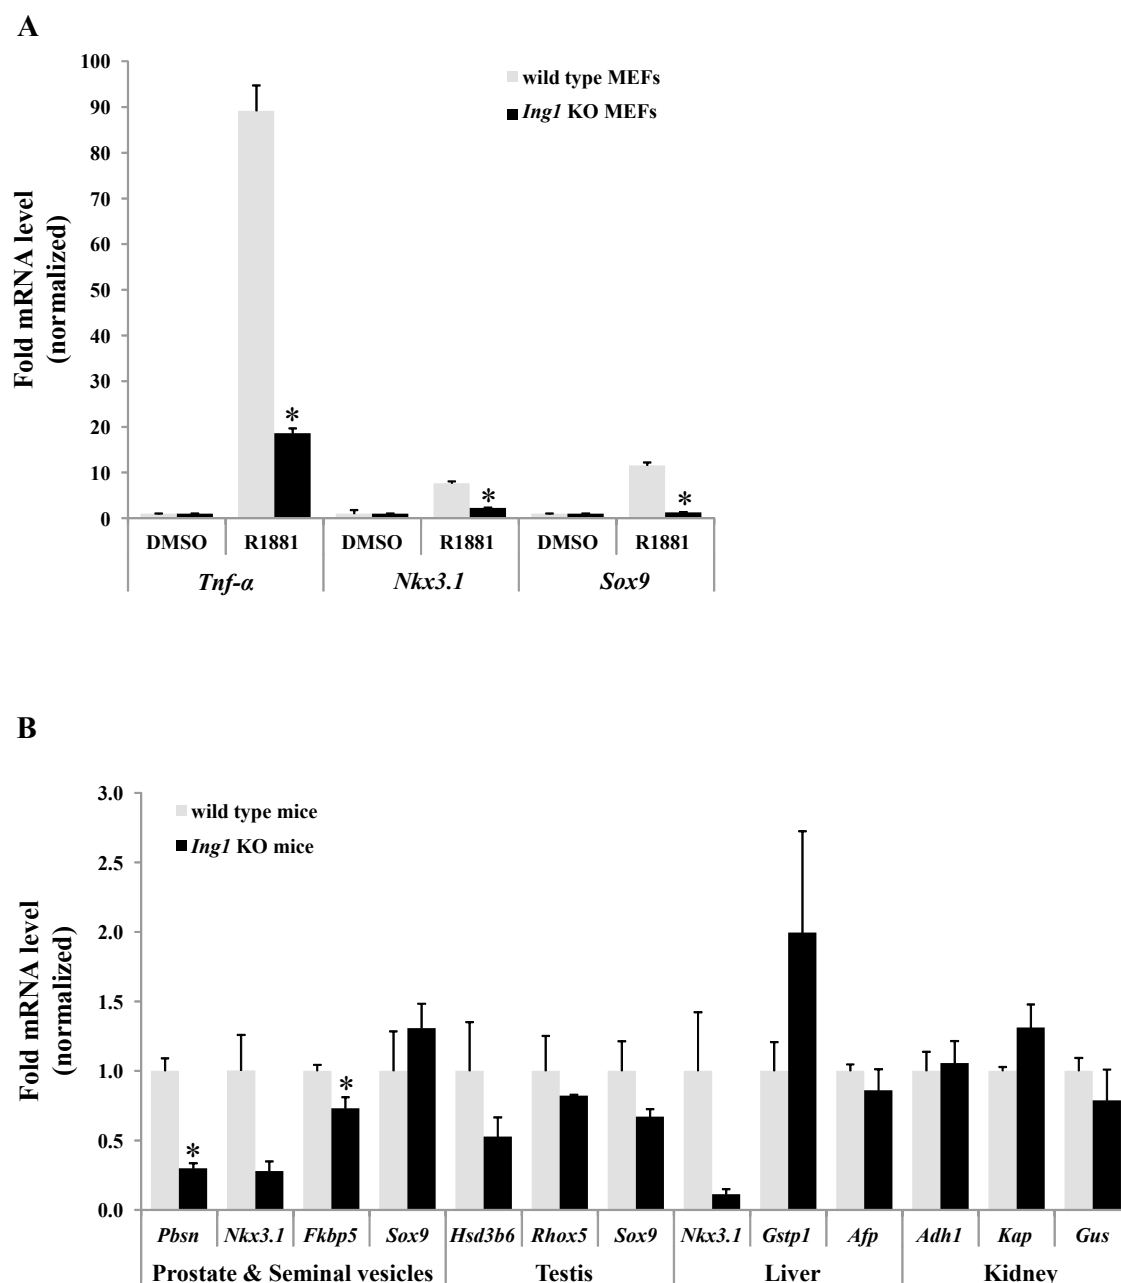 A
100
90
80
70
60
50
40
30
20
10
0
Fold mRNA level
(normalized)
wild type MEFs
Ing1 KO MEFs
*
*
*
DMSO R1881 DMSO R1881 DMSO R1881
Tnf-α Nkx3.1 Sox9
B
3.0
2.5
2.0
1.5
1.0
0.5
0.0
Fold mRNA level
(normalized)
wild type mice
Ing1 KO mice
*
*
Pbsn Nkx3.1 Fkbp5 Sox9 Hsd3b6 Rhox5 Sox9 Nkx3.1 Gstp1 Afp Adh1 Kap Gus
Prostate & Seminal vesicles Testis Liver Kidney